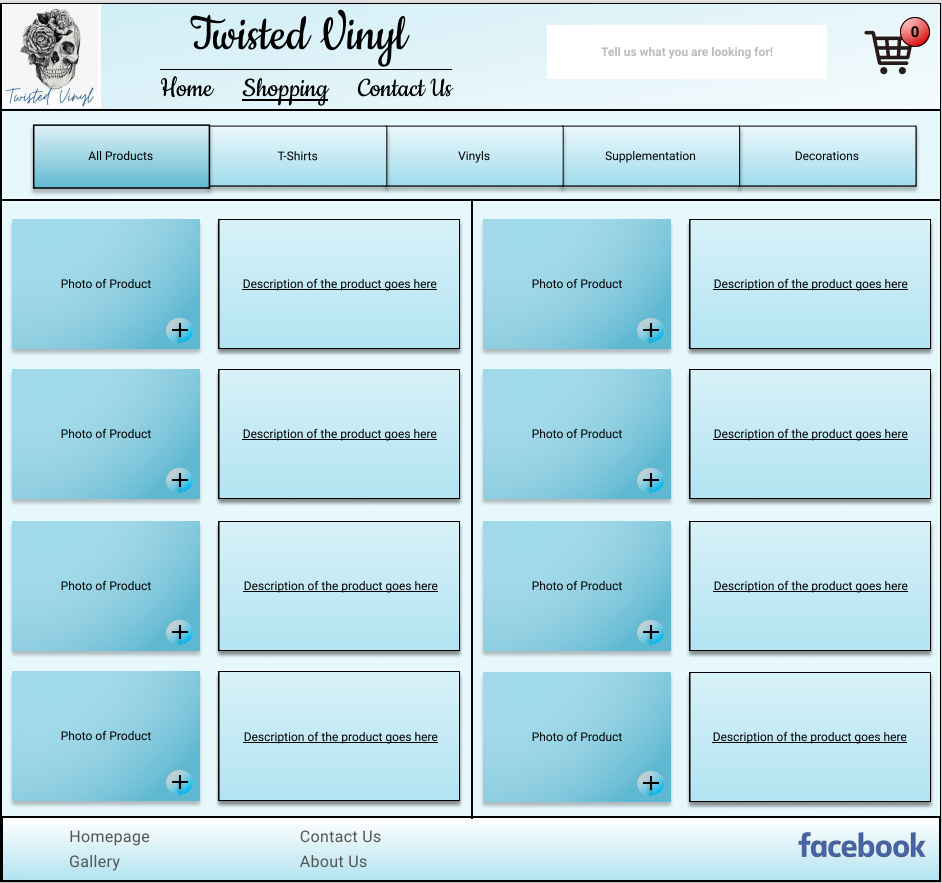 Twisted Vinyl
Twisted Vinyl
Home Shopping Contact Us
Tell us what you are looking for!
0
All Products T-Shirts Vinyls Supplementation Decorations
Photo of Product Description of the product goes here Photo of Product Description of the product goes here
Photo of Product Description of the product goes here Photo of Product Description of the product goes here
Photo of Product Description of the product goes here Photo of Product Description of the product goes here
Photo of Product Description of the product goes here Photo of Product Description of the product goes here
Homepage Contact Us
Gallery About Us
facebook